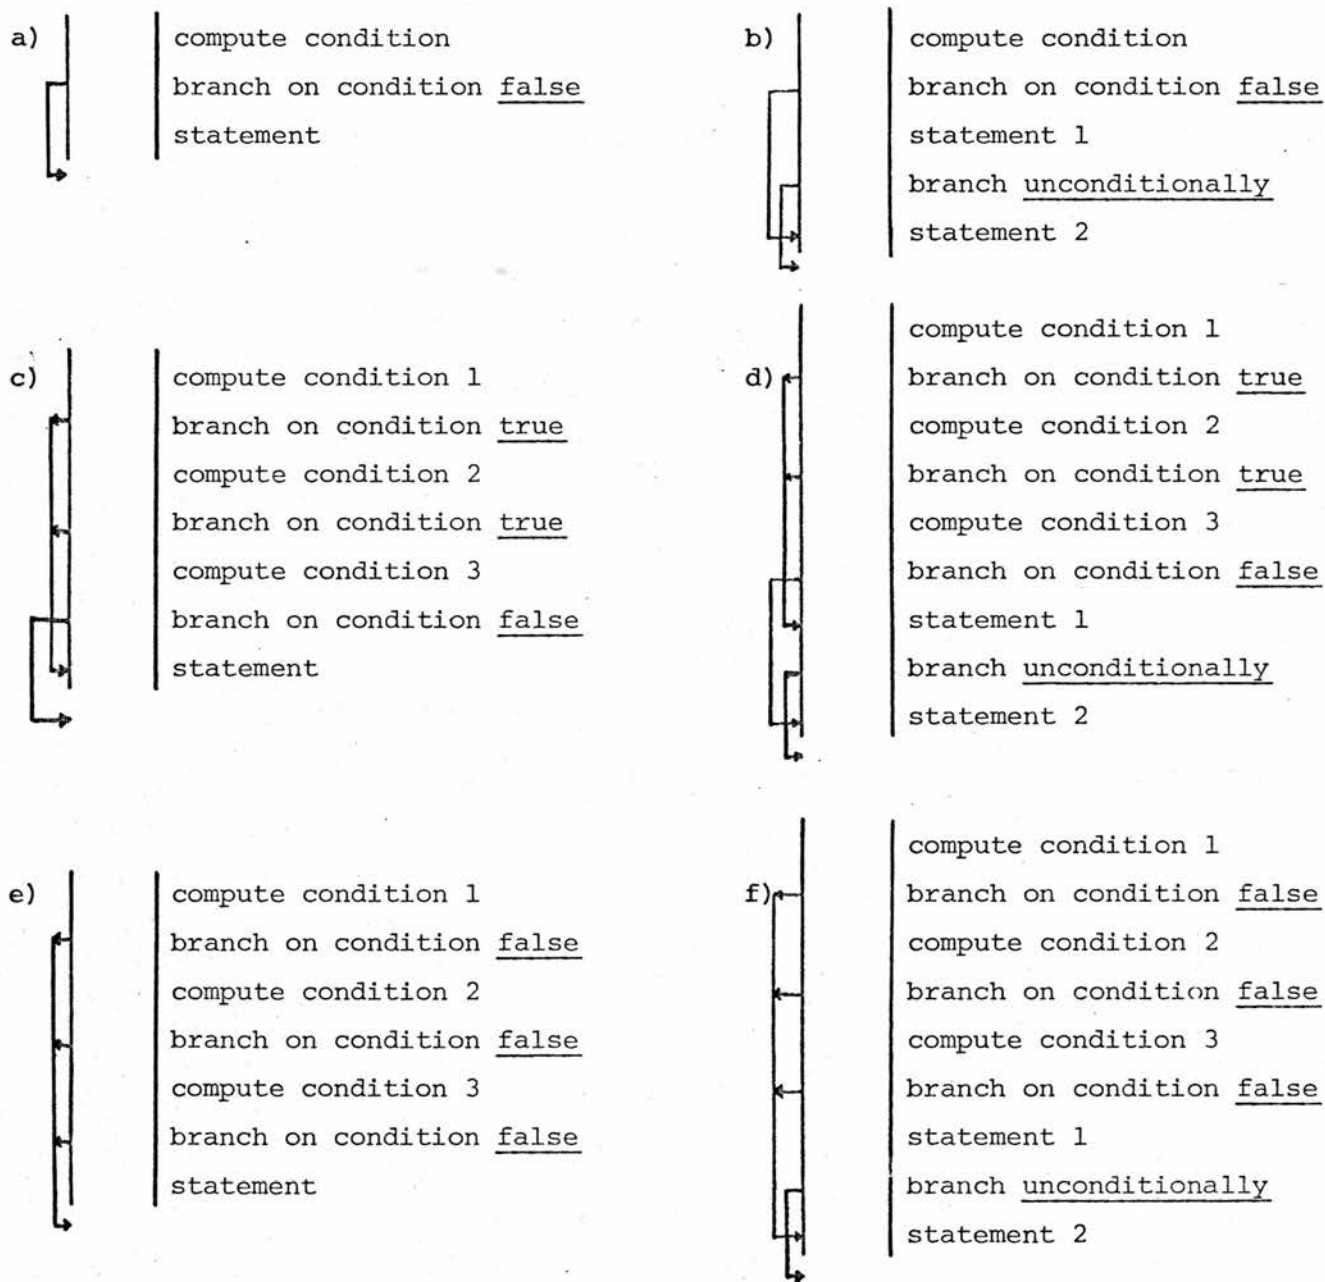 a)
compute condition
branch on condition false
statement
b)
compute condition
branch on condition false
statement 1
branch unconditionally
statement 2
c)
compute condition 1
branch on condition true
compute condition 2
branch on condition true
compute condition 3
branch on condition false
statement
d)
compute condition 1
branch on condition true
compute condition 2
branch on condition true
compute condition 3
branch on condition false
statement 1
branch unconditionally
statement 2
e)
compute condition 1
branch on condition false
compute condition 2
branch on condition false
compute condition 3
branch on condition false
statement
f)
compute condition 1
branch on condition false
compute condition 2
branch on condition false
compute condition 3
branch on condition false
statement 1
branch unconditionally
statement 2